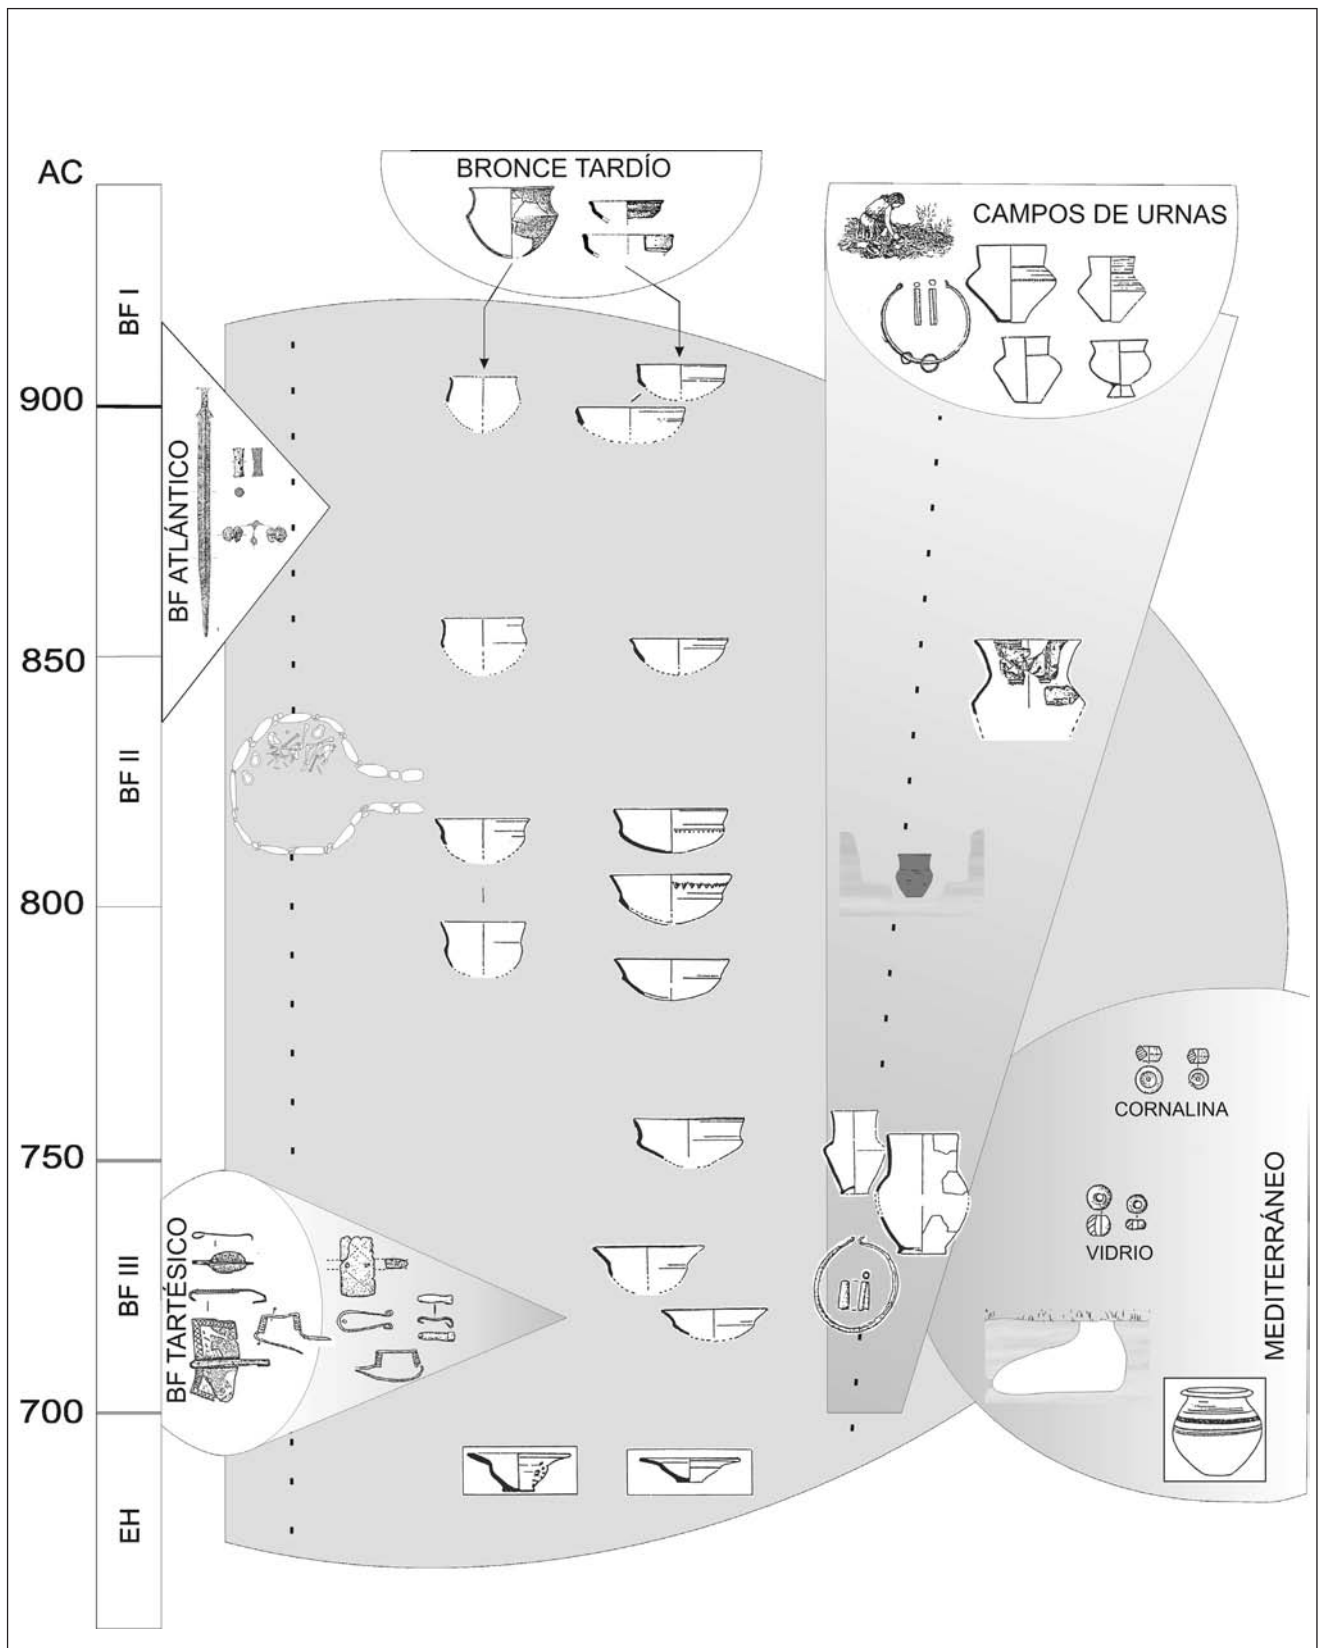 AC
BRONCE TARDÍO
CAMPOS DE URNAS
BF I
900
BF ATLÁNTICO
850
BF II
800
CORNALINA
750
MEDITERRÁNEO
VIDRIO
BF III
BF TARTÉSICO
700
EH